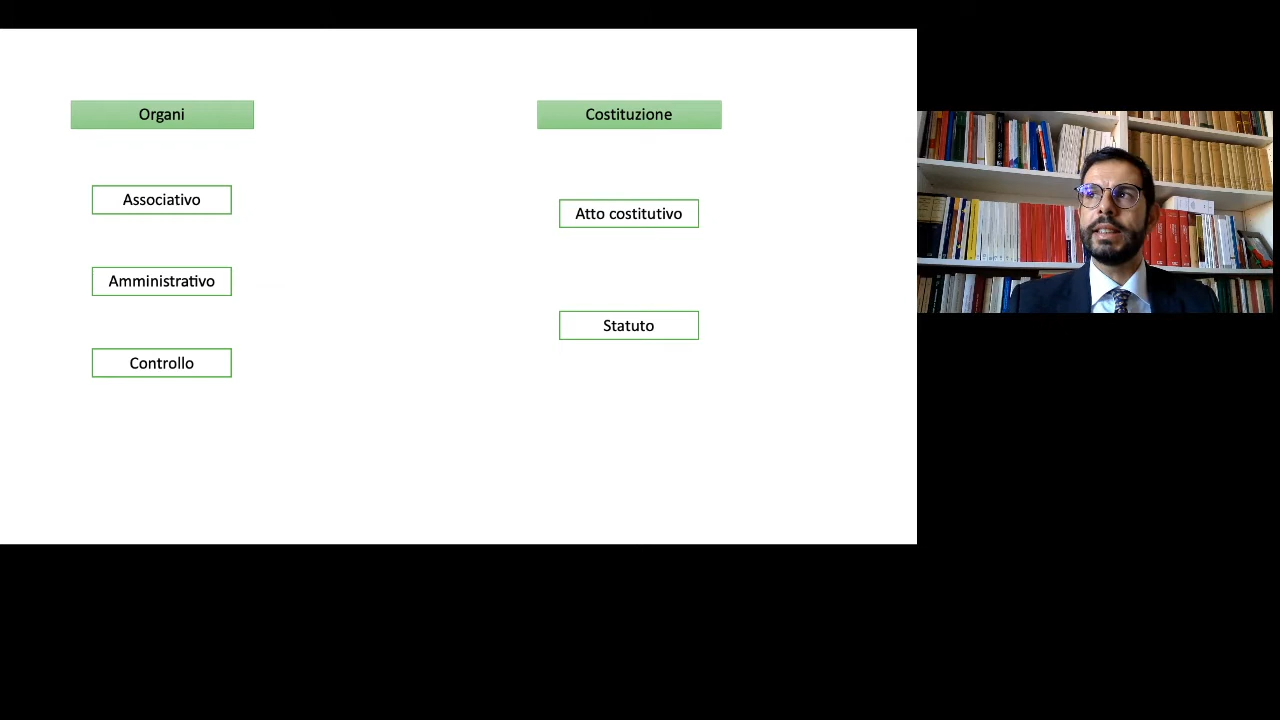 Organi
Associativo
Amministrativo
Controllo
Costituzione
Atto costitutivo
Statuto